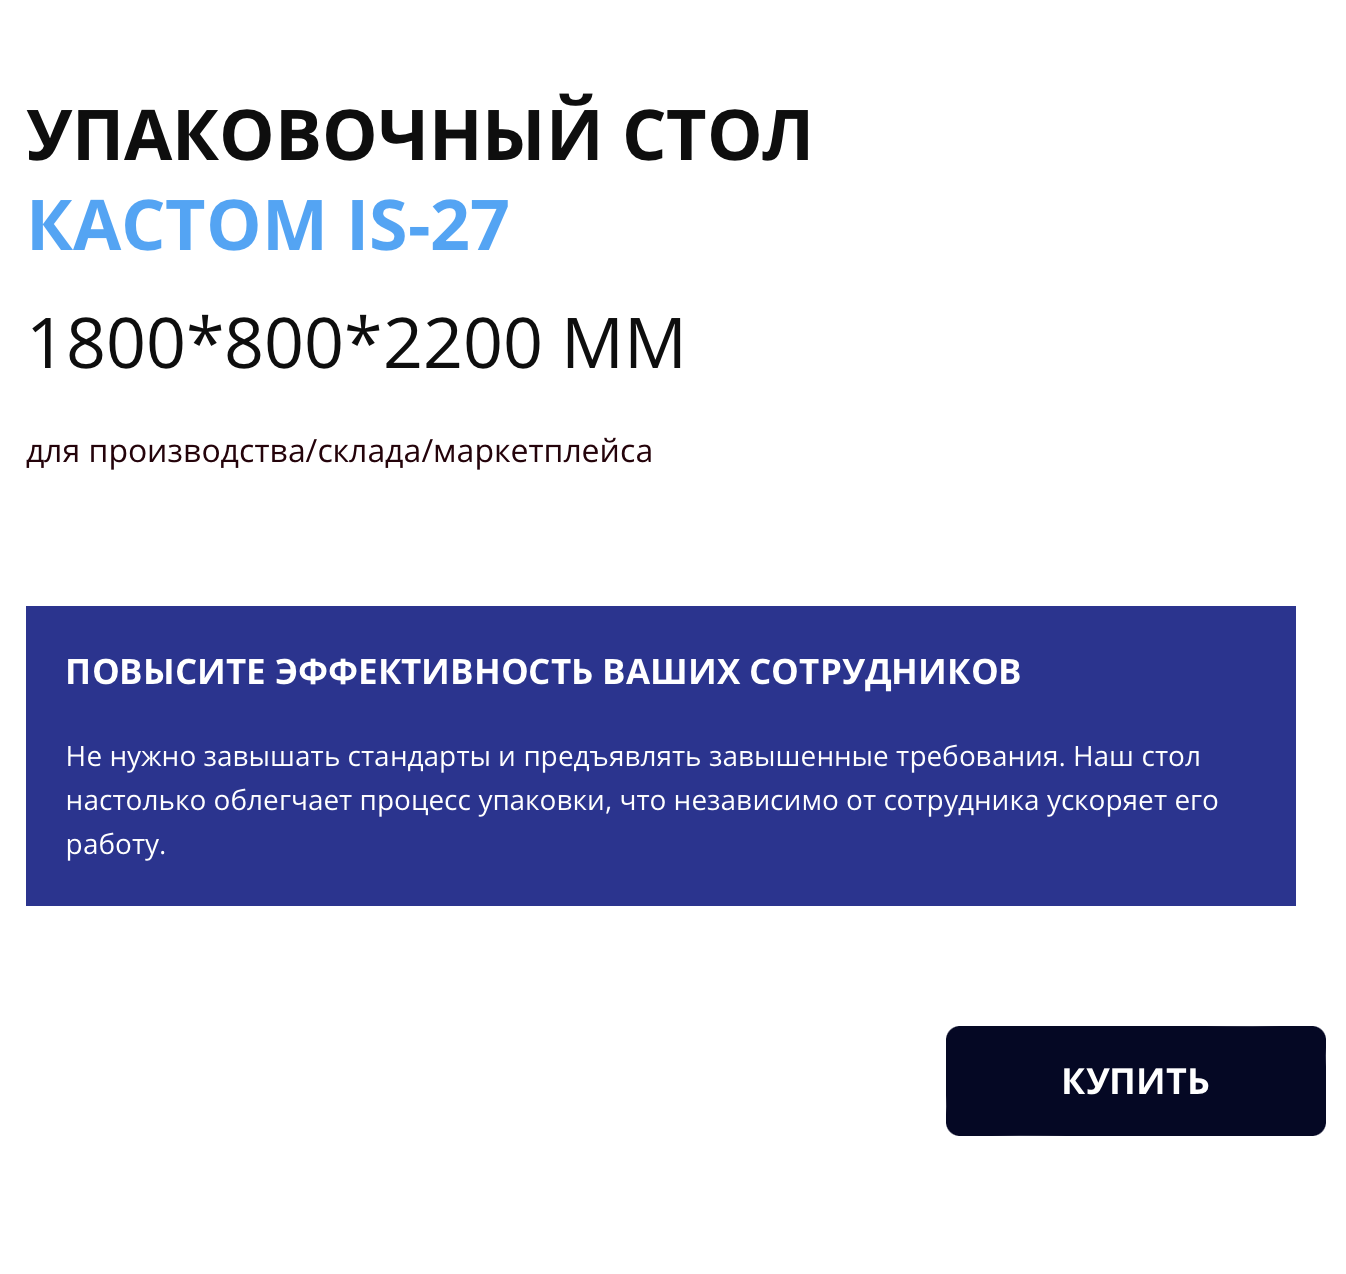 УПАКОВОЧНЫЙ СТОЛ
КАСТОМ IS-27
1800*800*2200 ММ
для производства/склада/маркетплейса
ПОВЫСИТЕ ЭФФЕКТИВНОСТЬ ВАШИХ СОТРУДНИКОВ
Не нужно завышать стандарты и предъявлять завышенные требования. Наш стол
настолько облегчает процесс упаковки, что независимо от сотрудника ускоряет его
работу.
КУПИТЬ